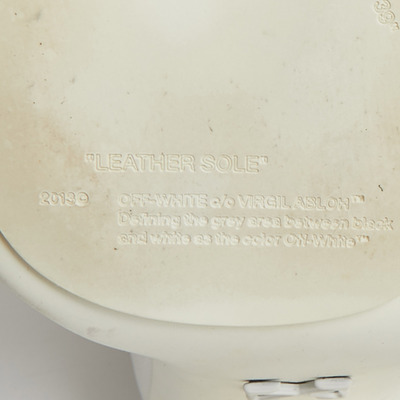 "LEATHER SOLE"
2019© OFF-WHITE c/o VIRGIL ABLOH™
Defining the grey area between black
and white as the color Off-White™